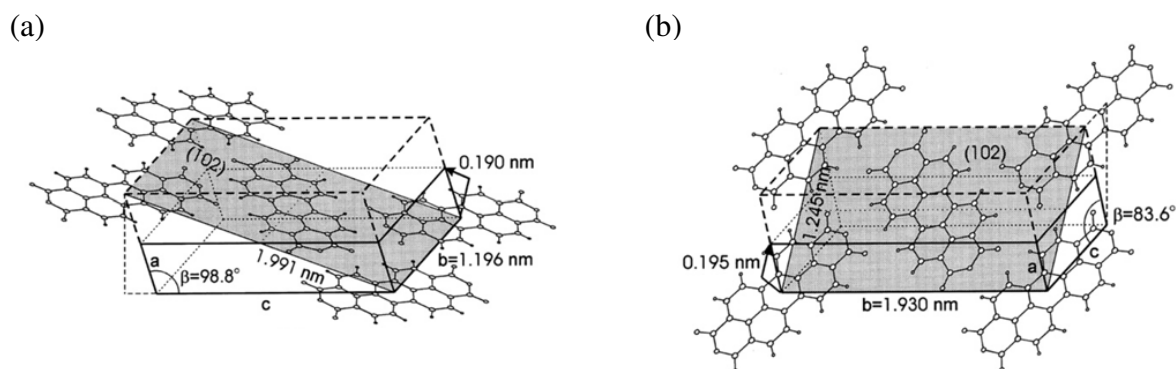 (a)
(b)
(102)
0.190 nm
a
β=98.8°
1.991 nm
b=1.196 nm
c
(102)
1.245 nm
β=83.6°
0.195 nm
a
c
b=1.930 nm